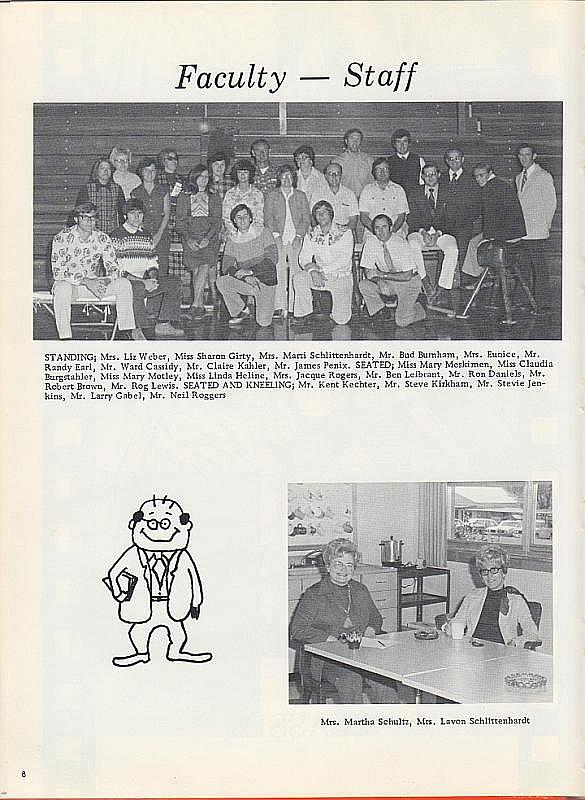 Faculty — Staff
STANDING; Mrs. Liz Weber, Miss Sharon Girty, Mrs. Marti Schlittenhardt, Mr. Bud Burnham, Mrs. Eunice, Mr.
Randy Earl, Mr. Ward Cassidy, Mr. Claire Kahler, Mr. James Penix. SEATED; Miss Mary Meskimen, Miss Claudia
Burgstahler, Miss Mary Motley, Miss Linda Heline, Mrs. Jacque Rogers, Mr. Ben Leibrant, Mr. Ron Daniels, Mr.
Robert Brown, Mr. Rog Lewis. SEATED AND KNEELING; Mr. Kent Kechter, Mr. Steve Kirkham, Mr. Stevie Jen-
kins, Mr. Larry Gabel, Mr. Neil Roggers
Mrs. Martha Schultz, Mrs. Lavon Schlittenhardt
8